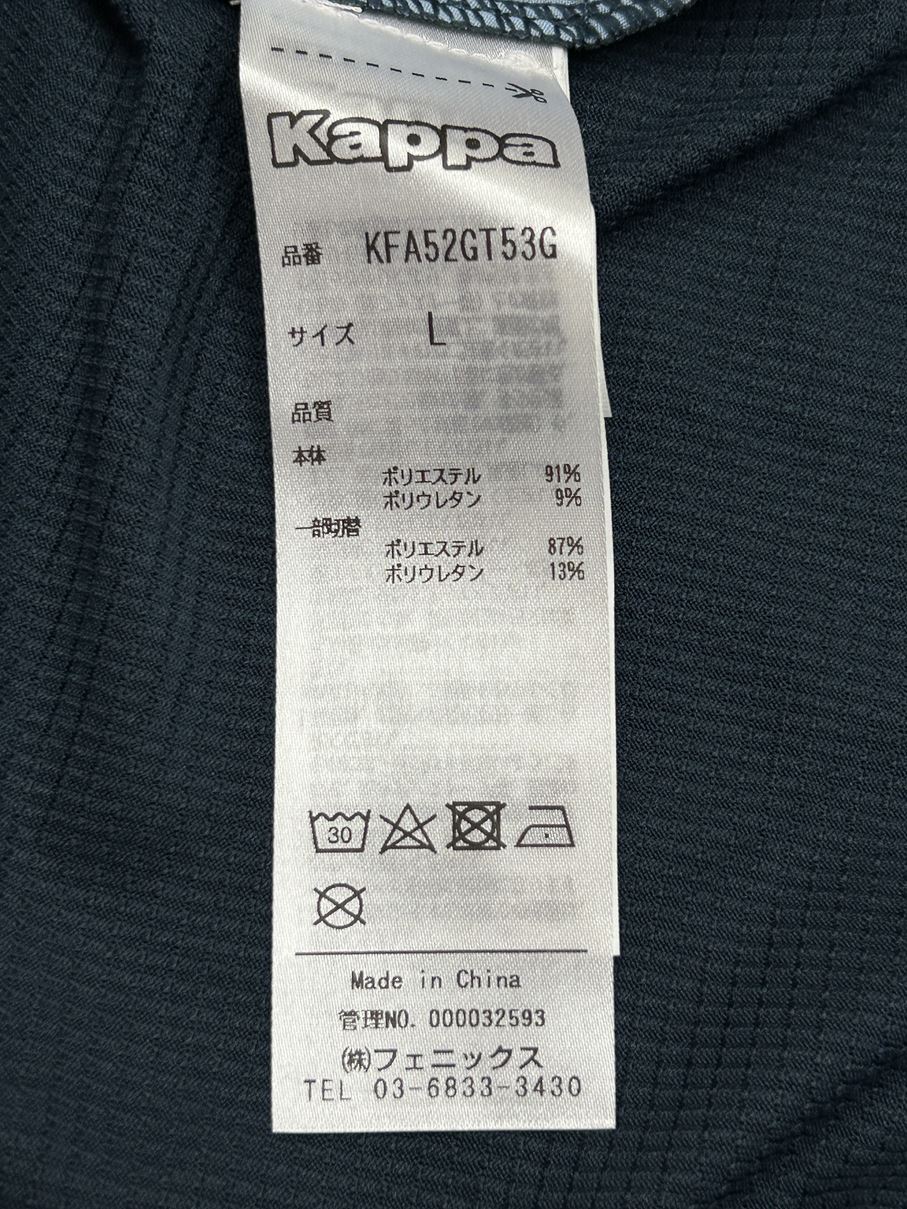 Kappa
品番 KFA52GT53G
サイズ L
品質
本体
ポリエステル 91%
ポリウレタン 9%
一部切替
ポリエステル 87%
ポリウレタン 13%
30
Made in China
管理NO. 000032593
(株)フェニックス
TEL 03-6833-3430